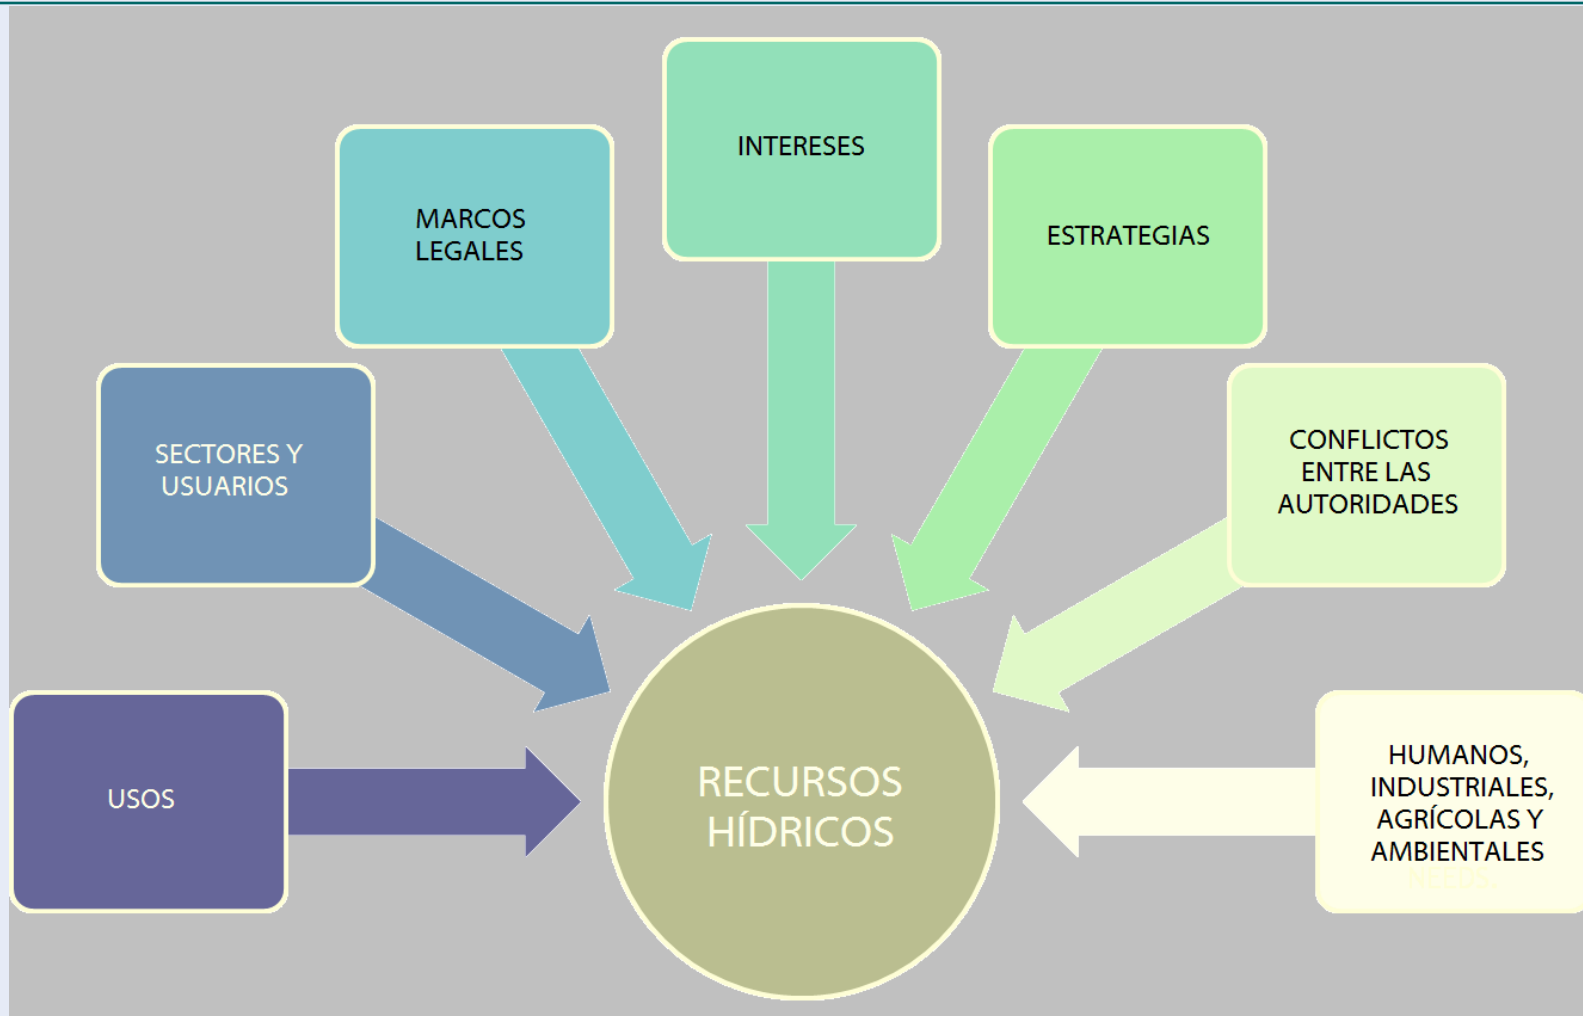 INTERESES
MARCOS
LEGALES
ESTRATEGIAS
SECTORES Y
USUARIOS
CONFLICTOS
ENTRE LAS
AUTORIDADES
USOS
RECURSOS
HÍDRICOS
HUMANOS,
INDUSTRIALES,
AGRÍCOLAS Y
AMBIENTALES